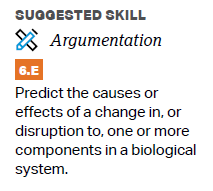 SUGGESTED SKILL
Argumentation
6.E
Predict the causes or
effects of a change in, or
disruption to, one or more
components in a biological
system.